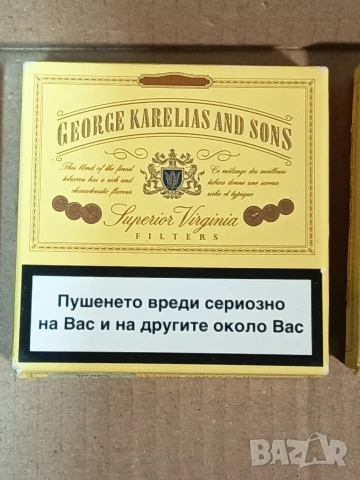 GEORGE KARELIAS AND SONS
This blend of the finest
tobaccos has a rich and
characteristic flavour
Ce mélange des meilleurs
tabacs donne une saveur
riche et typique
Superior Virginia
FILTERS
Пушенето вреди сериозно
на Вас и на другите около Вас
BAZAR